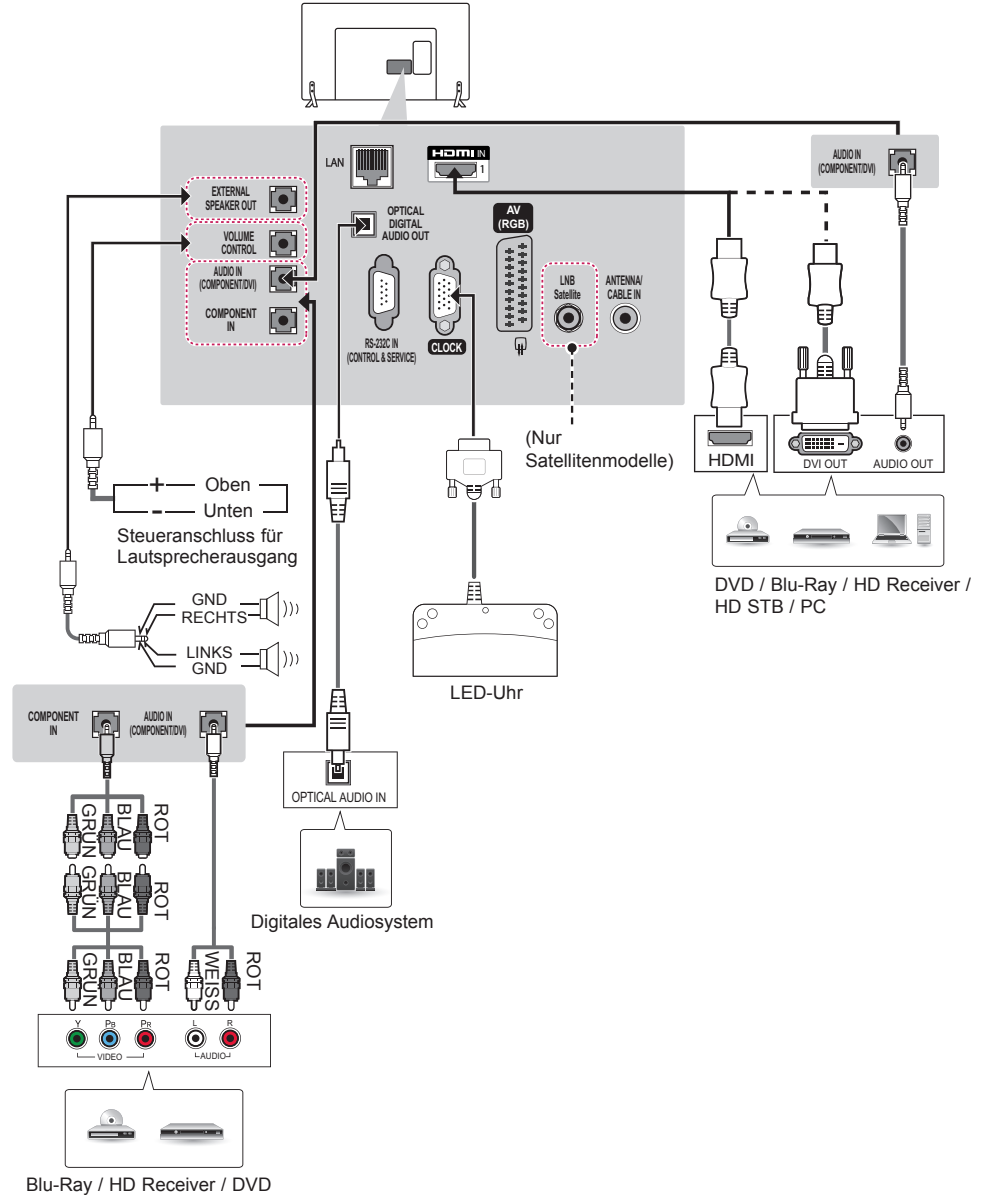 LAN
HDMI IN
1
AUDIO IN
(COMPONENT/DVI)
EXTERNAL
SPEAKER OUT
OPTICAL
DIGITAL
AUDIO OUT
AV
(RGB)
VOLUME
CONTROL
AUDIO IN
(COMPONENT/DVI)
COMPONENT
IN
LNB
Satellite
ANTENNA/
CABLE IN
RS-232C IN
(CONTROL & SERVICE)
CLOCK
(Nur
Satellitenmodelle)
HDMI
DVI OUT
AUDIO OUT
+ Oben
- Unten
Steueranschluss für
Lautsprecherausgang
DVD / Blu-Ray / HD Receiver /
HD STB / PC
GND
RECHTS
LINKS
GND
LED-Uhr
COMPONENT
IN
AUDIO IN
(COMPONENT/DVI)
OPTICAL AUDIO IN
Digitales Audiosystem
GRÜN
BLAU
ROT
GRÜN
BLAU
ROT
GRÜN
BLAU
ROT
WEISS
ROT
Y
PB
PR
L
R
VIDEO
AUDIO
Blu-Ray / HD Receiver / DVD